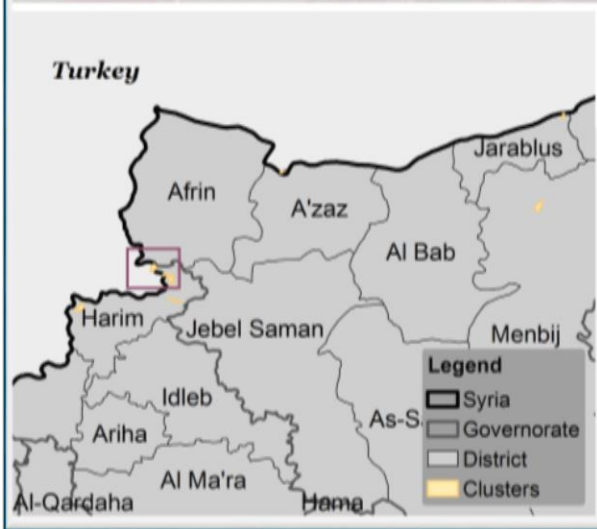 Turkey
Jarablus
Afrin
A'zaz
Al Bab
Harim
Jebel Saman
Menbij
Legend
Syria
Governorate
District
Clusters
Idleb
As-S
Ariha
Al Ma'ra
Al-Qardaha
Hama